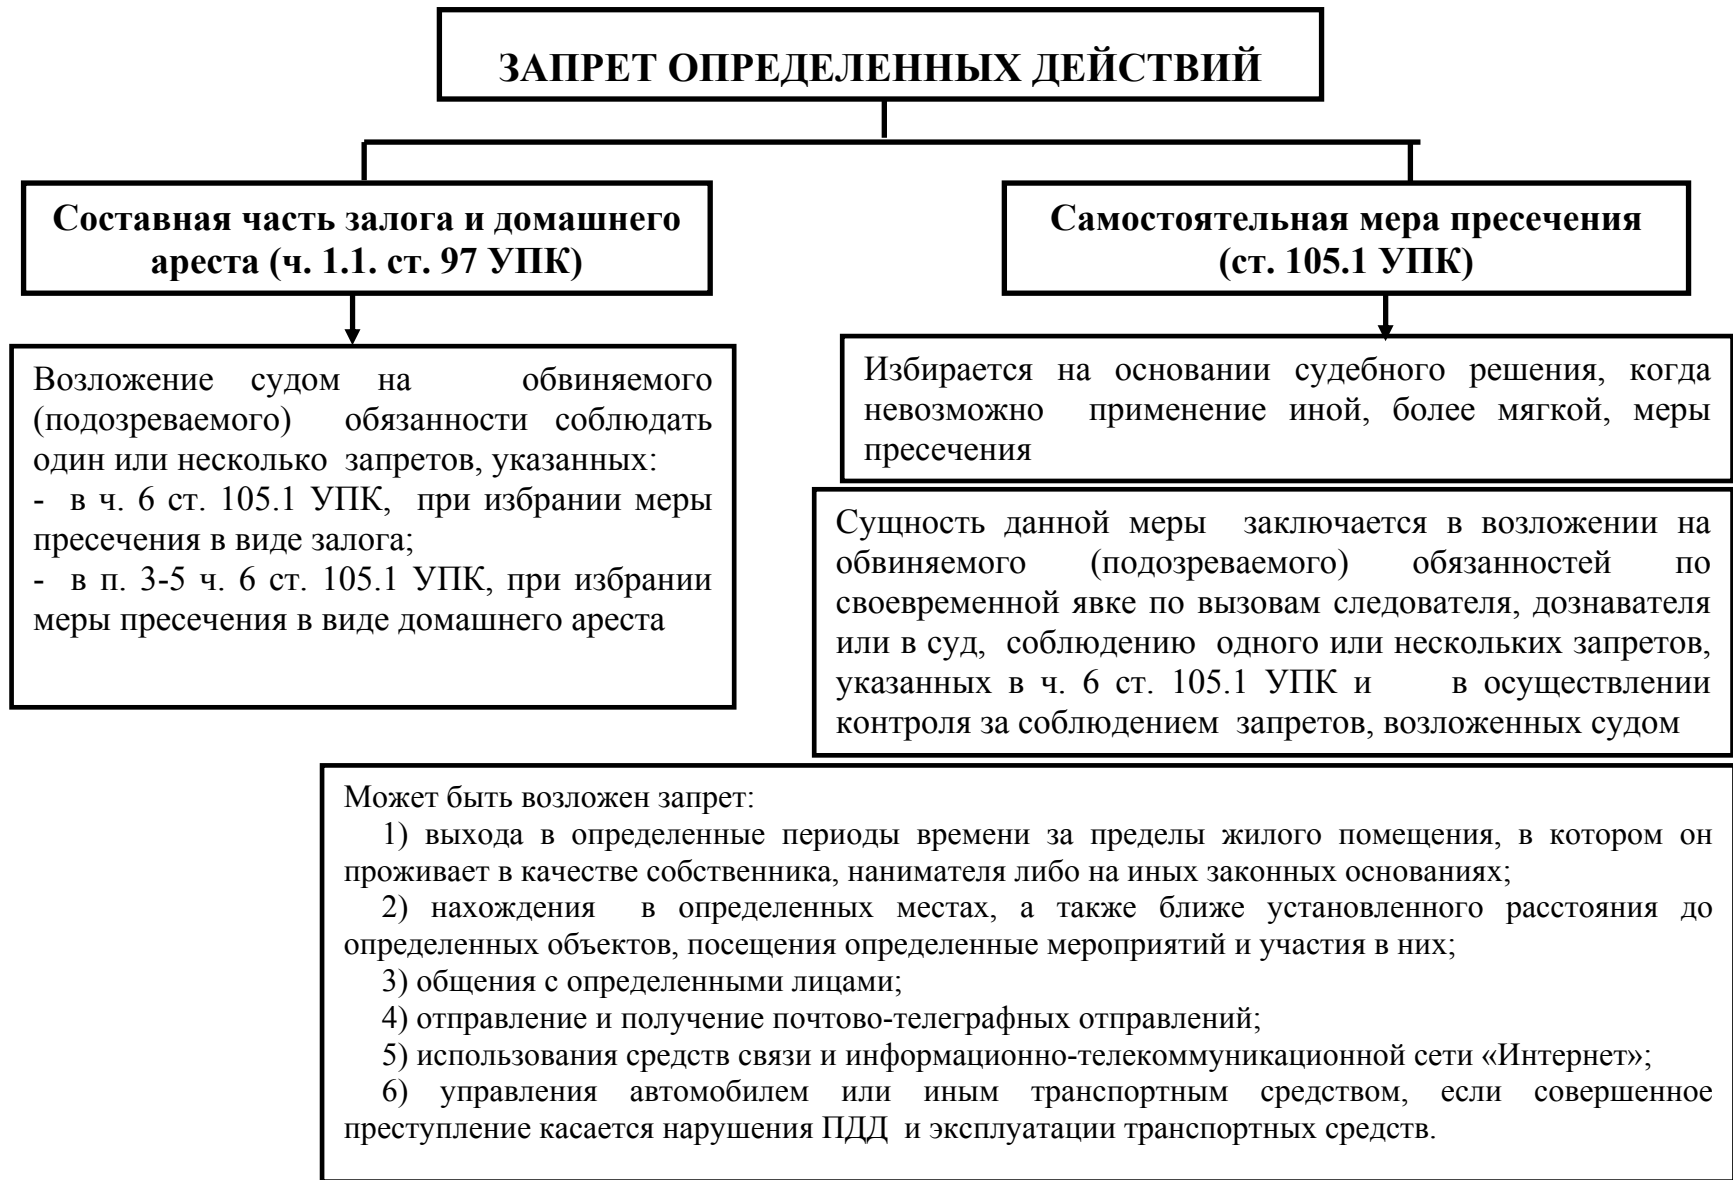 ЗАПРЕТ ОПРЕДЕЛЕННЫХ ДЕЙСТВИЙ
Составная часть залога и домашнего
ареста (ч. 1.1. ст. 97 УПК)
Самостоятельная мера пресечения
(ст. 105.1 УПК)
Возложение судом на обвиняемого
(подозреваемого) обязанности соблюдать
один или несколько запретов, указанных:
- в ч. 6 ст. 105.1 УПК, при избрании меры
пресечения в виде залога;
- в п. 3-5 ч. 6 ст. 105.1 УПК, при избрании
меры пресечения в виде домашнего ареста
Избирается на основании судебного решения, когда
невозможно применение иной, более мягкой, меры
пресечения
Сущность данной меры заключается в возложении на
обвиняемого (подозреваемого) обязанностей по
своевременной явке по вызовам следователя, дознавателя
или в суд, соблюдению одного или нескольких запретов,
указанных в ч. 6 ст. 105.1 УПК и в осуществлении
контроля за соблюдением запретов, возложенных судом
Может быть возложен запрет:
1) выхода в определенные периоды времени за пределы жилого помещения, в котором он
проживает в качестве собственника, нанимателя либо на иных законных основаниях;
2) нахождения в определенных местах, а также ближе установленного расстояния до
определенных объектов, посещения определенные мероприятий и участия в них;
3) общения с определенными лицами;
4) отправление и получение почтово-телеграфных отправлений;
5) использования средств связи и информационно-телекоммуникационной сети «Интернет»;
6) управления автомобилем или иным транспортным средством, если совершенное
преступление касается нарушения ПДД и эксплуатации транспортных средств.